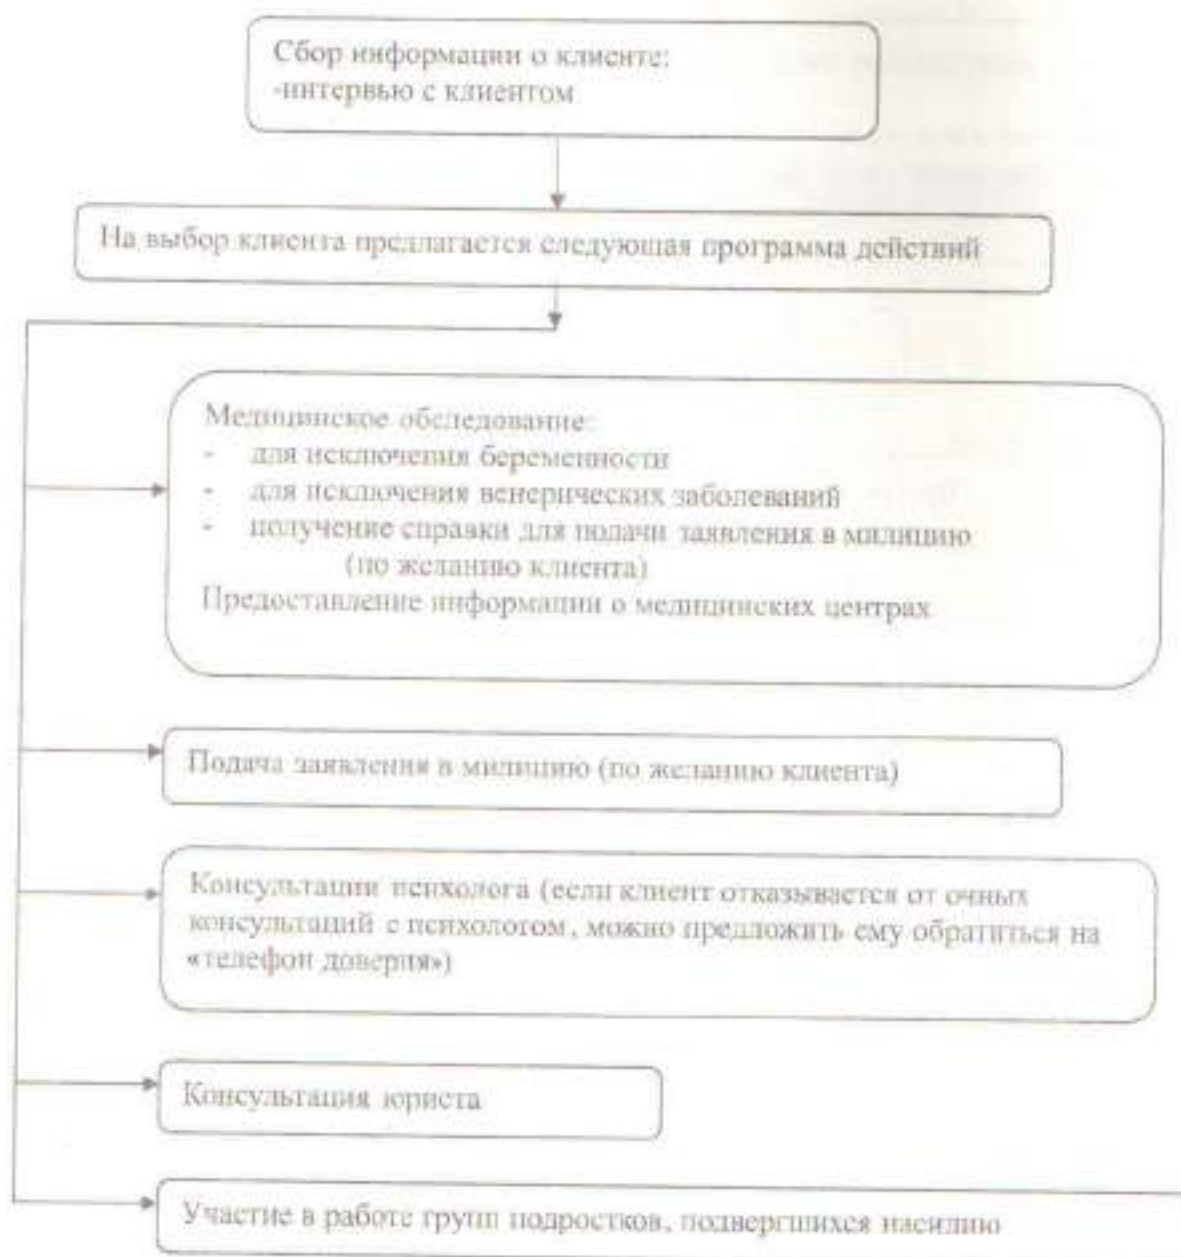 Сбор информации о клиенте:
-интервью с клиентом
На выбор клиента предлагается следующая программа действий
Медицинское обследование:
- для исключения беременности
- для исключения венерических заболеваний
- получение справки для подачи заявления в милицию
(по желанию клиента)
Предоставление информации о медицинских центрах
Подача заявления в милицию (по желанию клиента)
Консультации психолога (если клиент отказывается от очных
консультаций с психологом, можно предложить ему обратиться на
«телефон доверия»)
Консультация юриста
Участие в работе групп подростков, подвергшихся насилию